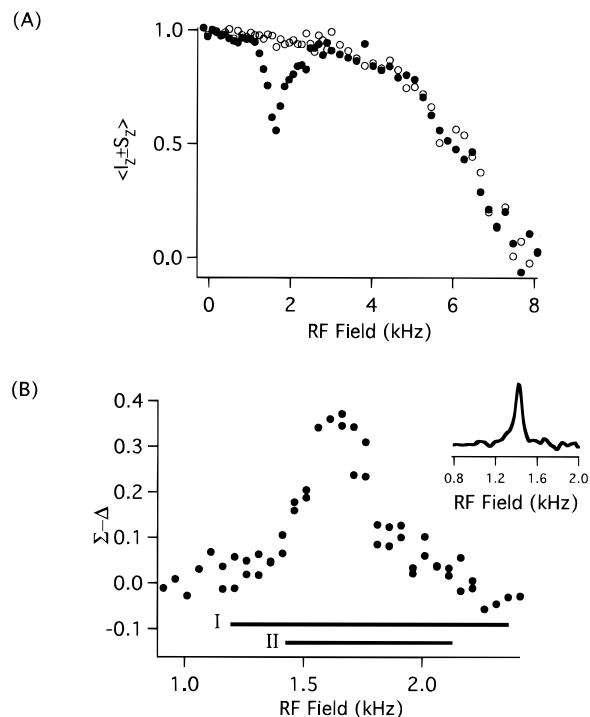 (A)
1.0
0.5
0.0
<I_Z±S_Z>
0 2 4 6 8
RF Field (kHz)
(B)
0.4
0.3
0.2
0.1
0.0
-0.1
Σ-Δ
I
II
1.0 1.5 2.0
RF Field (kHz)
0.8 1.2 1.6 2.0
RF Field (kHz)